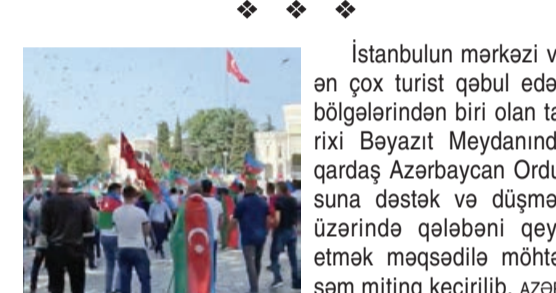 ❖ ❖ ❖
İstanbulun mərkəzi v
ən çox turist qəbul edə
bölgələrindən biri olan ta
rixi Bəyazıt Meydanınd
qardaş Azərbaycan Ordu
suna dəstək və düşmə
üzərində qələbəni qey
etmək məqsədilə möhtə
şəm miting keçirilib. AZƏR